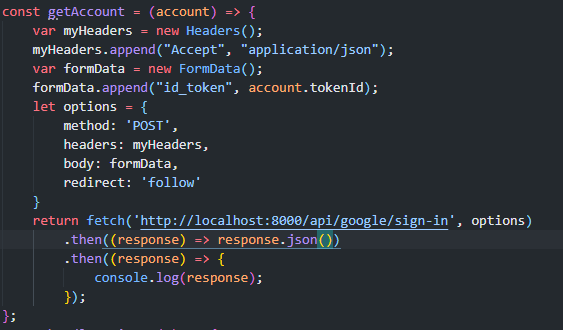 const getAccount = (account) => {
    var myHeaders = new Headers();
    myHeaders.append("Accept", "application/json");
    var formData = new FormData();
    formData.append("id_token", account.tokenId);
    let options = {
        method: 'POST',
        headers: myHeaders,
        body: formData,
        redirect: 'follow'
    }
    return fetch('http://localhost:8000/api/google/sign-in', options)
        .then((response) => response.json())
        .then((response) => {
            console.log(response);
        });
};